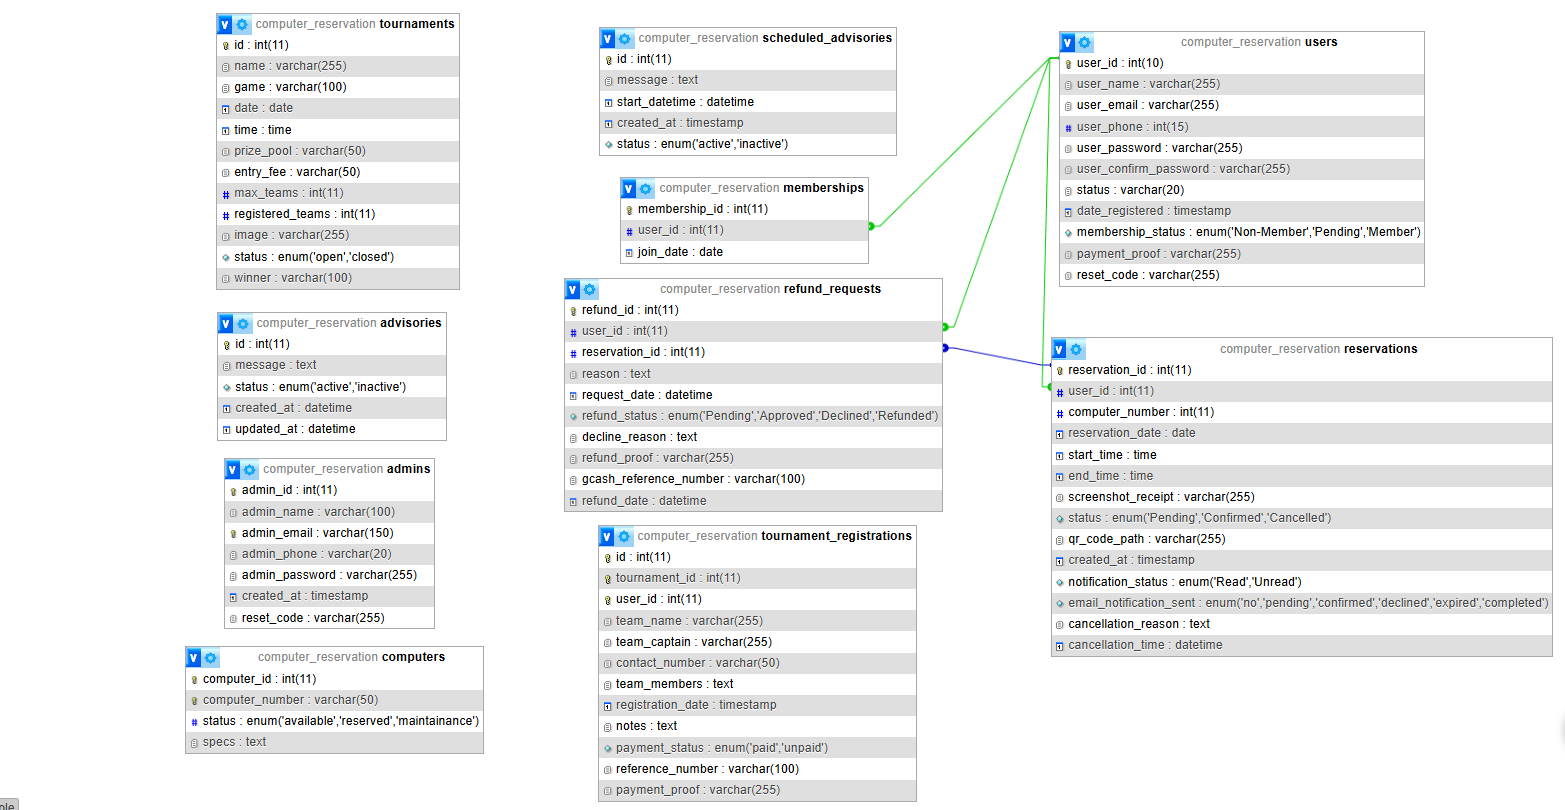 V computer_reservation tournaments
id : int(11)
name : varchar(255)
game : varchar(100)
date : date
time : time
prize_pool : varchar(50)
entry_fee : varchar(50)
# max_teams : int(11)
# registered_teams : int(11)
image : varchar(255)
status : enum('open','closed')
winner : varchar(100)
V computer_reservation advisories
id : int(11)
message : text
status : enum('active','inactive')
created_at : datetime
updated_at : datetime
V computer_reservation admins
admin_id : int(11)
admin_name : varchar(100)
admin_email : varchar(150)
admin_phone : varchar(20)
admin_password : varchar(255)
created_at : timestamp
reset_code : varchar(255)
V computer_reservation computers
computer_id : int(11)
computer_number : varchar(50)
# status : enum('available','reserved','maintainance')
specs : text
V computer_reservation scheduled_advisories
id : int(11)
message : text
start_datetime : datetime
created_at : timestamp
status : enum('active','inactive')
V computer_reservation memberships
membership_id : int(11)
# user_id : int(11)
join_date : date
V computer_reservation refund_requests
refund_id : int(11)
# user_id : int(11)
# reservation_id : int(11)
reason : text
request_date : datetime
refund_status : enum('Pending','Approved','Declined','Refunded')
decline_reason : text
refund_proof : varchar(255)
gcash_reference_number : varchar(100)
refund_date : datetime
V computer_reservation tournament_registrations
id : int(11)
tournament_id : int(11)
user_id : int(11)
team_name : varchar(255)
team_captain : varchar(255)
contact_number : varchar(50)
team_members : text
registration_date : timestamp
notes : text
payment_status : enum('paid','unpaid')
reference_number : varchar(100)
payment_proof : varchar(255)
V computer_reservation users
user_id : int(10)
user_name : varchar(255)
user_email : varchar(255)
# user_phone : int(15)
user_password : varchar(255)
user_confirm_password : varchar(255)
status : varchar(20)
date_registered : timestamp
membership_status : enum('Non-Member','Pending','Member')
payment_proof : varchar(255)
reset_code : varchar(255)
V computer_reservation reservations
reservation_id : int(11)
# user_id : int(11)
# computer_number : int(11)
reservation_date : date
start_time : time
end_time : time
screenshot_receipt : varchar(255)
status : enum('Pending','Confirmed','Cancelled')
qr_code_path : varchar(255)
created_at : timestamp
notification_status : enum('Read','Unread')
email_notification_sent : enum('no','pending','confirmed','declined','expired','completed')
cancellation_reason : text
cancellation_time : datetime